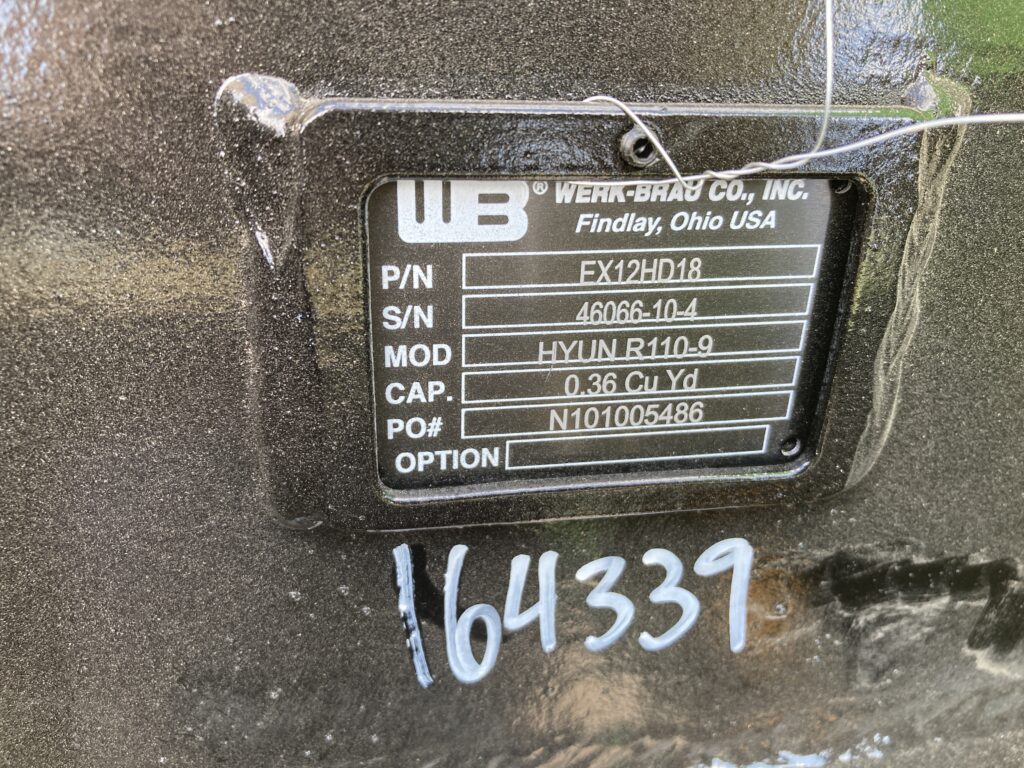 WB® WERK-BRAU CO., INC.
Findlay, Ohio USA
P/N EX12HD18
S/N 46066-10-4
MOD HYUN R110-9
CAP. 0.36 Cu Yd
PO# N101005486
OPTION
164339